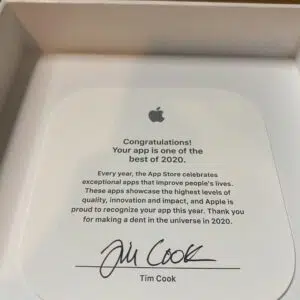 Congratulations!
Your app is one of the
best of 2020.
Every year, the App Store celebrates
exceptional apps that improve people's lives.
These apps showcase the highest levels of
quality, innovation and impact, and Apple is
proud to recognize your app this year. Thank you
for making a dent in the universe in 2020.
Tim Cook
Tim Cook